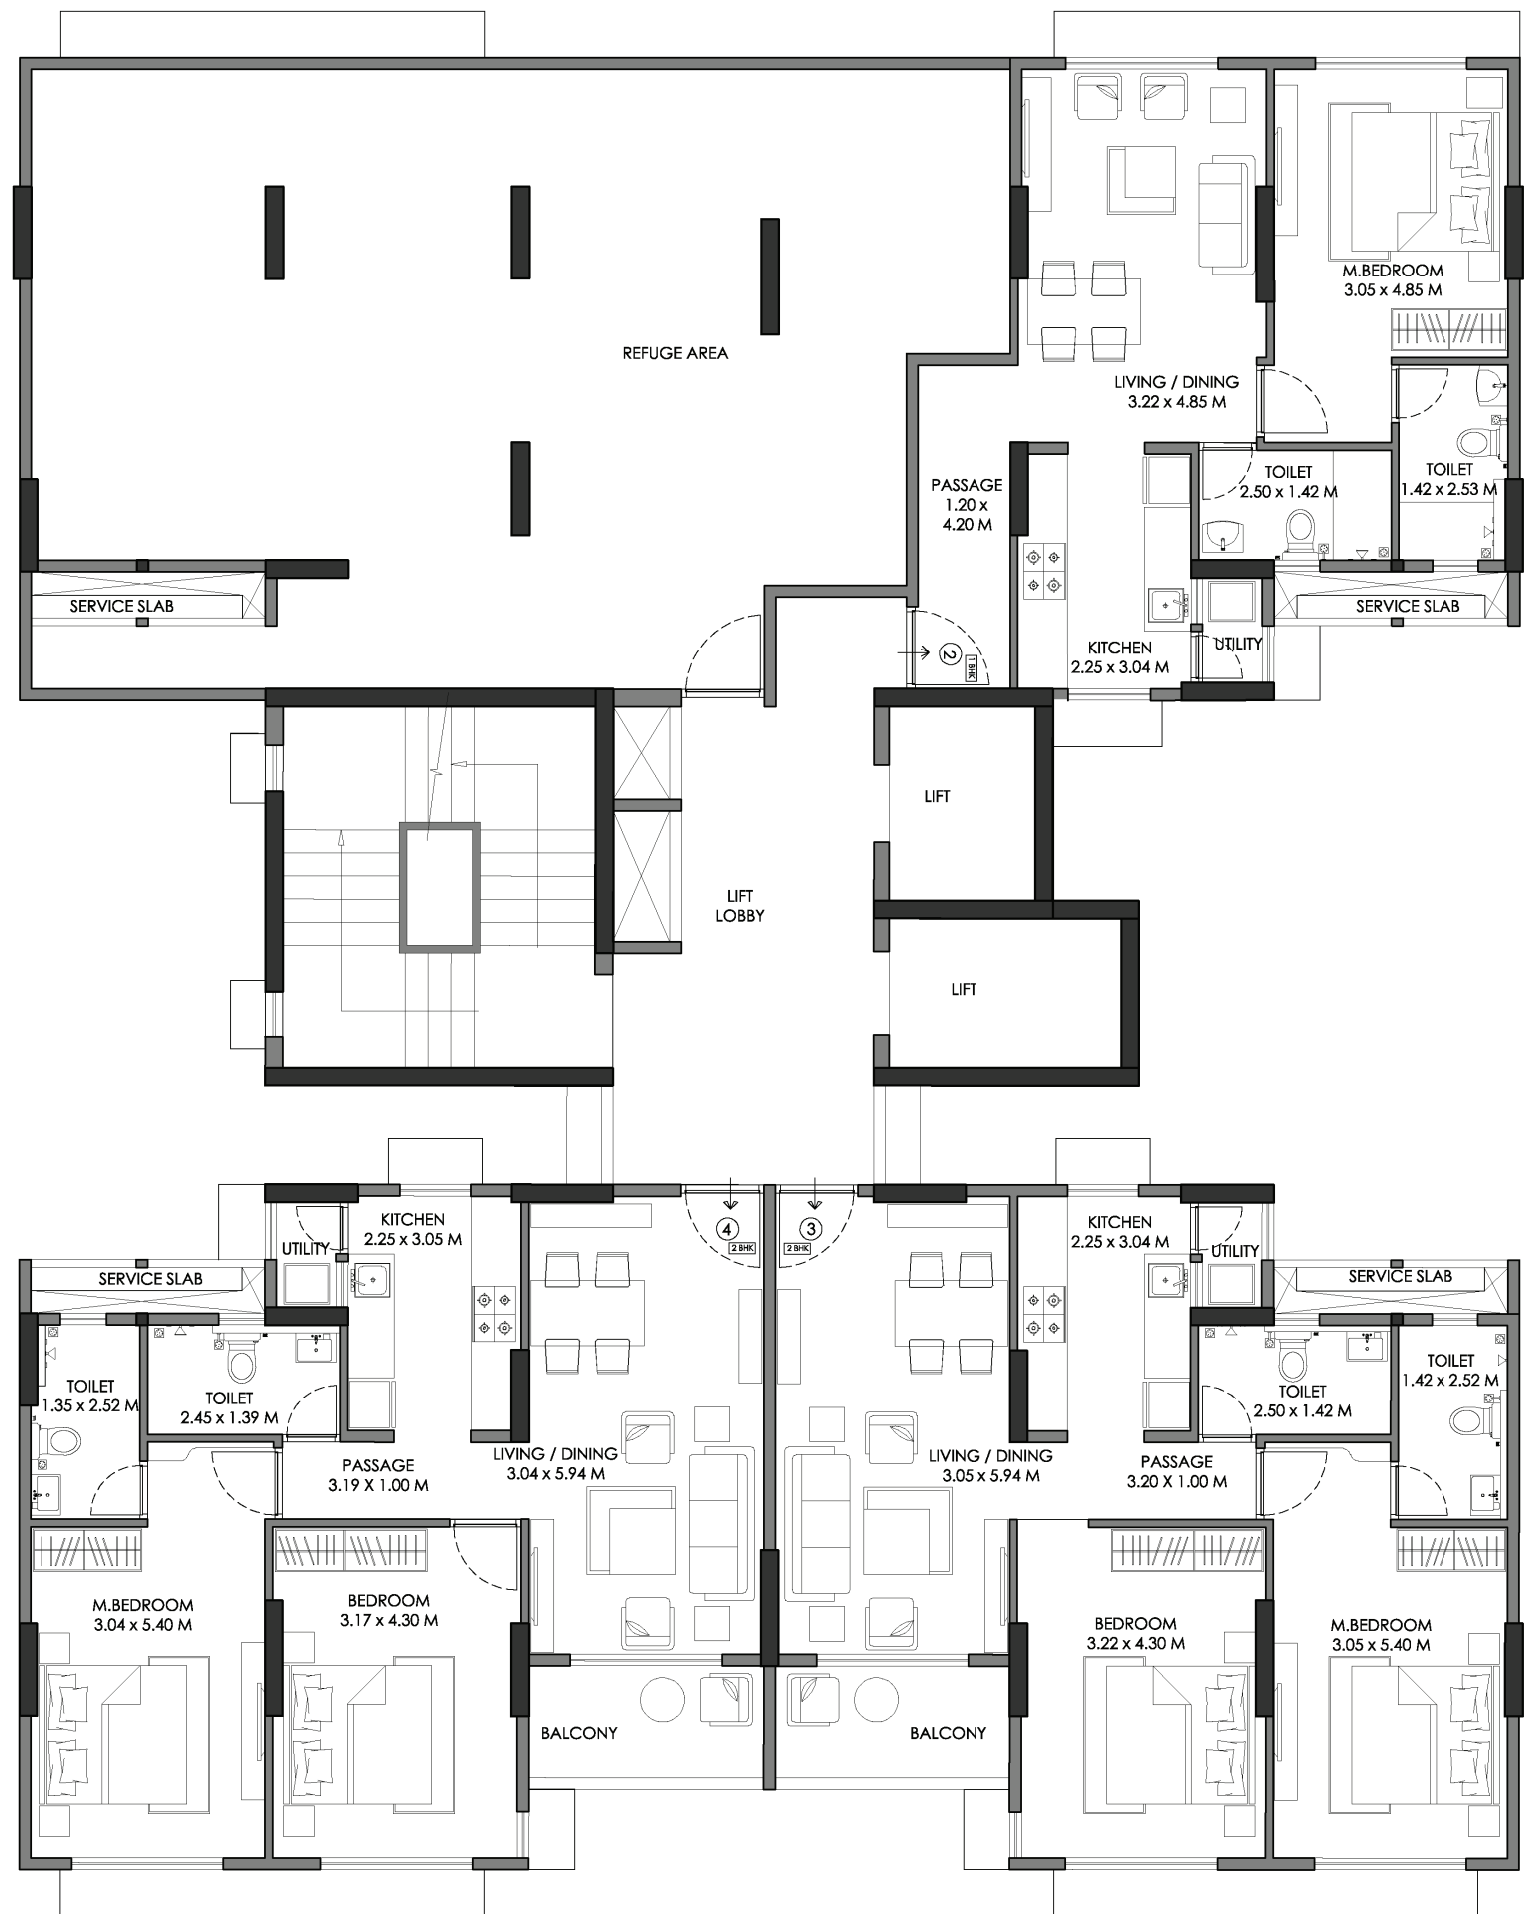 M.BEDROOM
3.05 x 4.85 M
REFUGE AREA
LIVING / DINING
3.22 x 4.85 M
TOILET
2.50 x 1.42 M
TOILET
1.42 x 2.53 M
PASSAGE
1.20 x
4.20 M
SERVICE SLAB
SERVICE SLAB
KITCHEN
2.25 x 3.04 M
UTILITY
2
1 BHK
LIFT
LIFT
LOBBY
LIFT
KITCHEN
2.25 x 3.05 M
4
2 BHK
3
2 BHK
KITCHEN
2.25 x 3.04 M
UTILITY
UTILITY
SERVICE SLAB
SERVICE SLAB
TOILET
1.35 x 2.52 M
TOILET
2.45 x 1.39 M
TOILET
2.50 x 1.42 M
TOILET
1.42 x 2.52 M
PASSAGE
3.19 X 1.00 M
LIVING / DINING
3.04 x 5.94 M
LIVING / DINING
3.05 x 5.94 M
PASSAGE
3.20 X 1.00 M
M.BEDROOM
3.04 x 5.40 M
BEDROOM
3.17 x 4.30 M
BEDROOM
3.22 x 4.30 M
M.BEDROOM
3.05 x 5.40 M
BALCONY
BALCONY